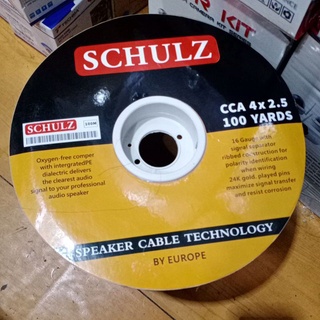 R KIT
SCHULZ
CCA 4x2.5
100 YARDS
SCHULZ
Oxygen-free comper
with intergratedPE
dielectric delivers
the clearest audio
signal to your professional
audio speaker
16 Gauge with
signal separator
ribbed construction for
polarity identification
when wiring
24K gold, played pins
maximize signal transfer
and resist corrosion
SPEAKER CABLE TECHNOLOGY
BY EUROPE